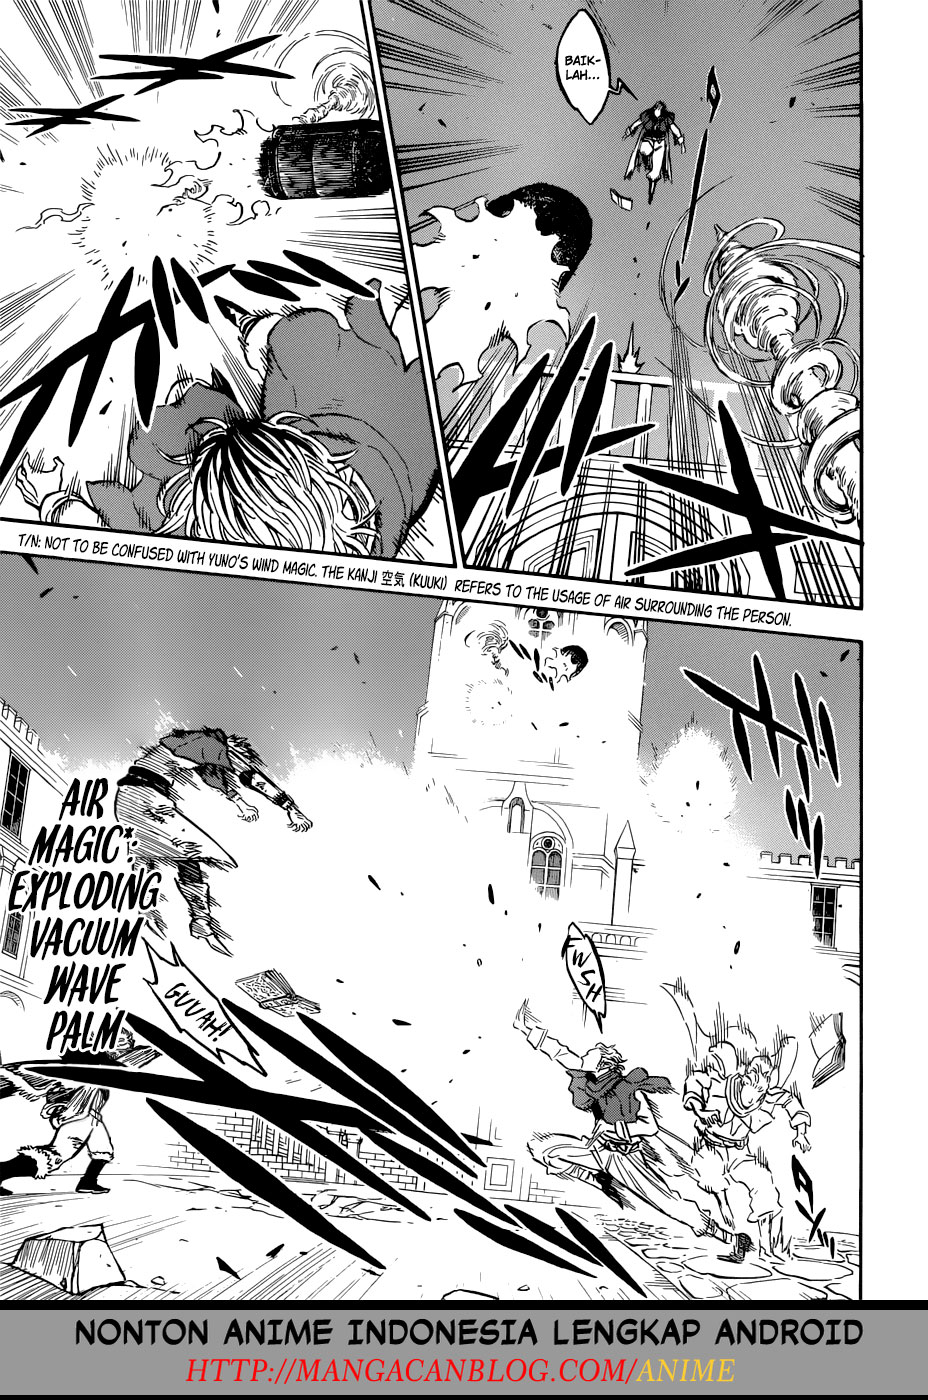 BAIK-
LAH...
T/N: NOT TO BE CONFUSED WITH YUNO'S WIND MAGIC. THE KANJI 空気 (KUUKI) REFERS TO THE USAGE OF AIR SURROUNDING THE PERSON.
AIR
MAGIC*:
EXPLODING
VACUUM
WAVE
PALM
GUUAH!
TWSH
NONTON ANIME INDONESIA LENGKAP ANDROID
HTTP://MANGACANBLOG.COM/ANIME